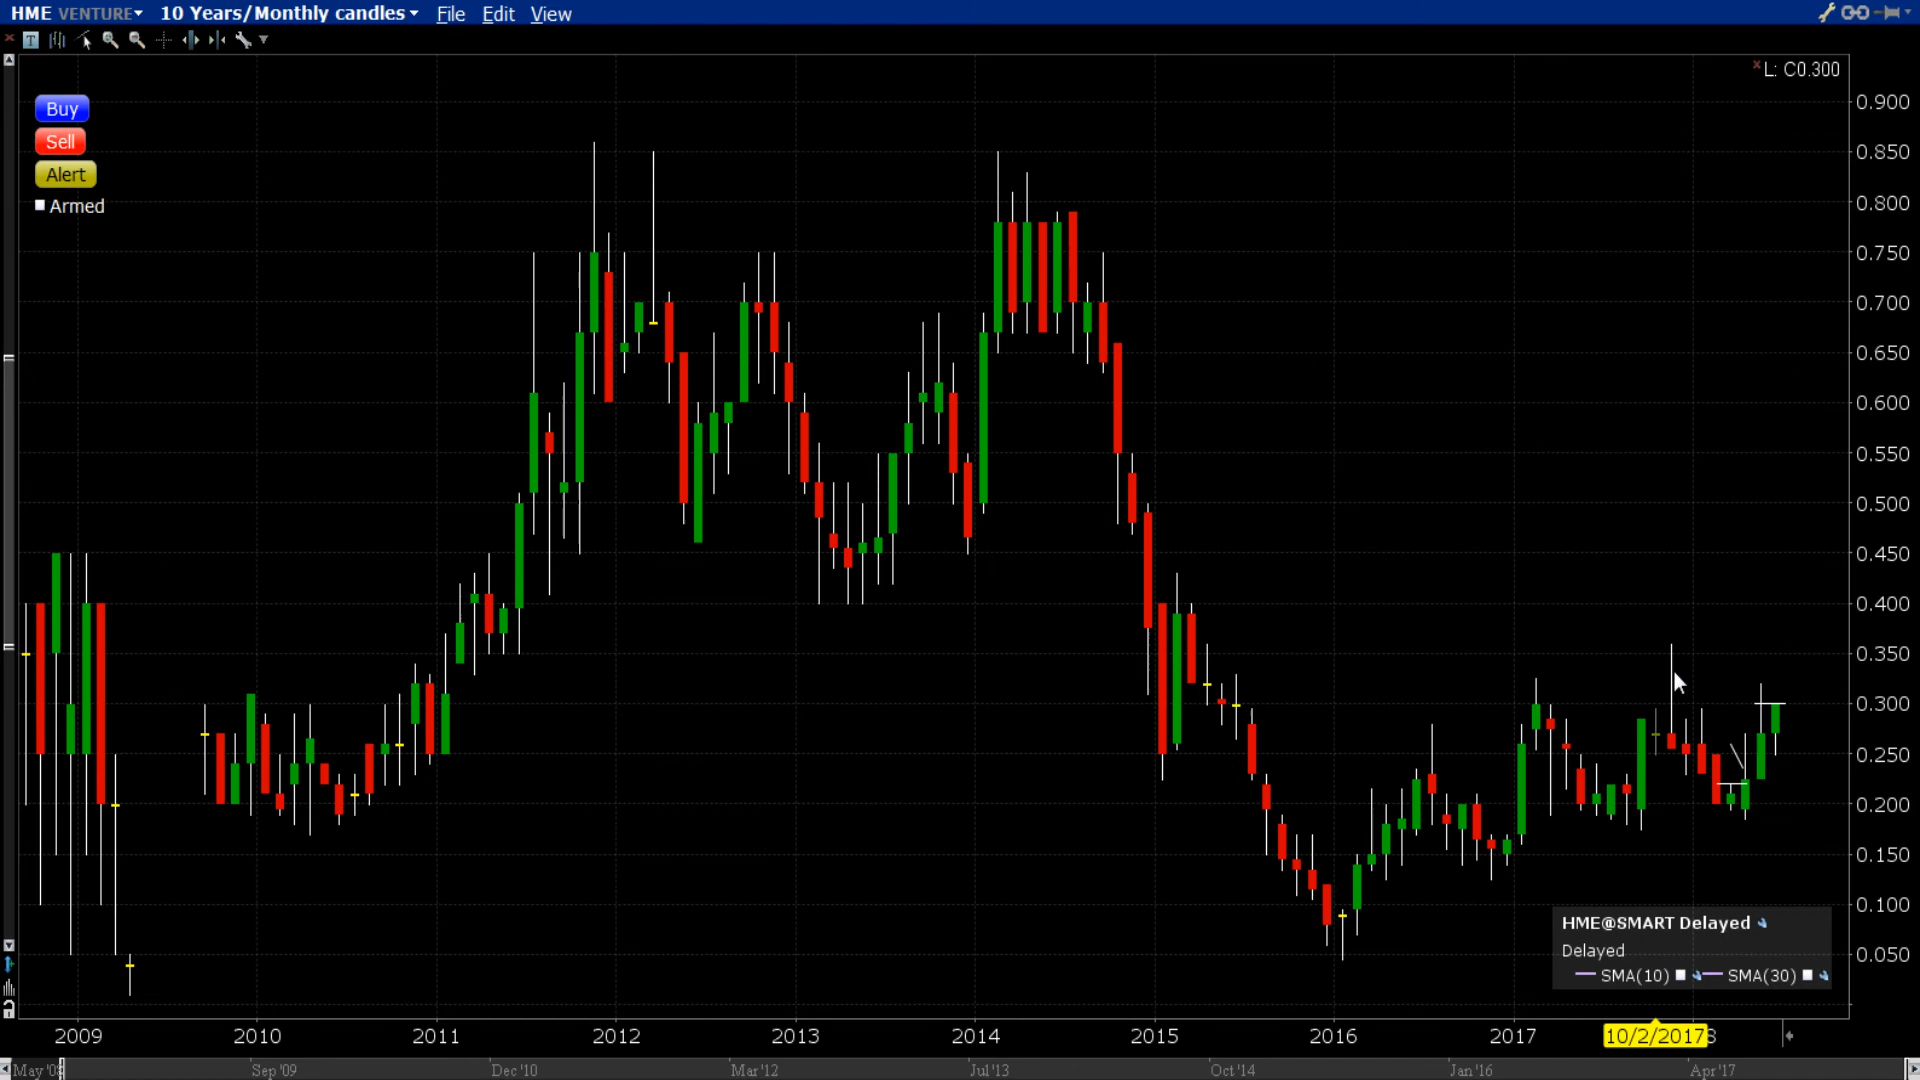 HME VENTURE 10 Years/Monthly candles File Edit View
T
L: C0.300
Buy
Sell
Alert
Armed
0.900
0.850
0.800
0.750
0.700
0.650
0.600
0.550
0.500
0.450
0.400
0.350
0.300
0.250
0.200
0.150
0.100
0.050
HME@SMART Delayed
Delayed
SMA(10) SMA(30)
2009 2010 2011 2012 2013 2014 2015 2016 2017 10/2/2017 8
May '0 Sep '09 Dec '10 Mar '12 Jul '13 Oct '14 Jan '16 Apr '17